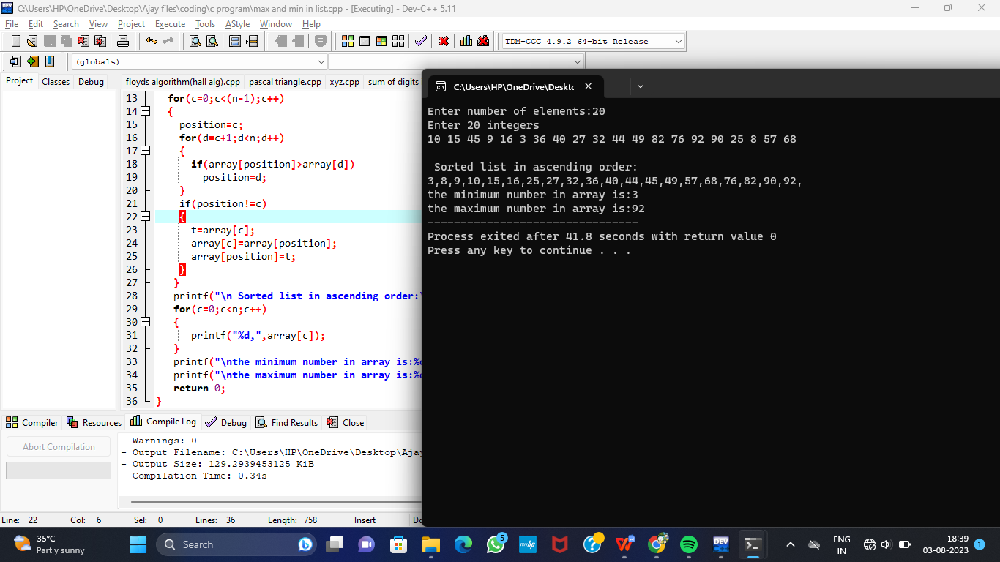 C:\Users\HP\OneDrive\Desktop\Ajay files\coding\c program\max and min in list.cpp - [Executing] - Dev-C++ 5.11
File Edit Search View Project Execute Tools AStyle Window Help
TDM-GCC 4.9.2 64-bit Release
(globals)
Project Classes Debug
floyds algorithm(hall alg).cpp pascal triangle.cpp xyz.cpp sum of digits
13 for(c=0;c<(n-1);c++)
14 {
15 position=c;
16 for(d=c+1;d<n;d++)
17 {
18 if(array[position]>array[d])
19 position=d;
20 }
21 if(position!=c)
22 {
23 t=array[c];
24 array[c]=array[position];
25 array[position]=t;
26 }
27 }
28 printf("\n Sorted list in ascending order:
29 for(c=0;c<n;c++)
30 {
31 printf("%d,",array[c]);
32 }
33 printf("\nthe minimum number in array is:%
34 printf("\nthe maximum number in array is:%
35 return 0;
36 }
C:\Users\HP\OneDrive\Deskt
Enter number of elements:20
Enter 20 integers
10 15 45 9 16 3 36 40 27 32 44 49 82 76 92 90 25 8 57 68
Sorted list in ascending order:
3,8,9,10,15,16,25,27,32,36,40,44,45,49,57,68,76,82,90,92,
the minimum number in array is:3
the maximum number in array is:92
--------------------------------
Process exited after 41.8 seconds with return value 0
Press any key to continue . . .
Compiler Resources Compile Log Debug Find Results Close
Abort Compilation
- Warnings: 0
- Output Filename: C:\Users\HP\OneDrive\Desktop\Ajay
- Output Size: 129.2939453125 KiB
- Compilation Time: 0.34s
Line: 22 Col: 6 Sel: 0 Lines: 36 Length: 758 Insert
35°C
Partly sunny
Search
5
myhp
DEV
ENG
IN
18:39
03-08-2023
1